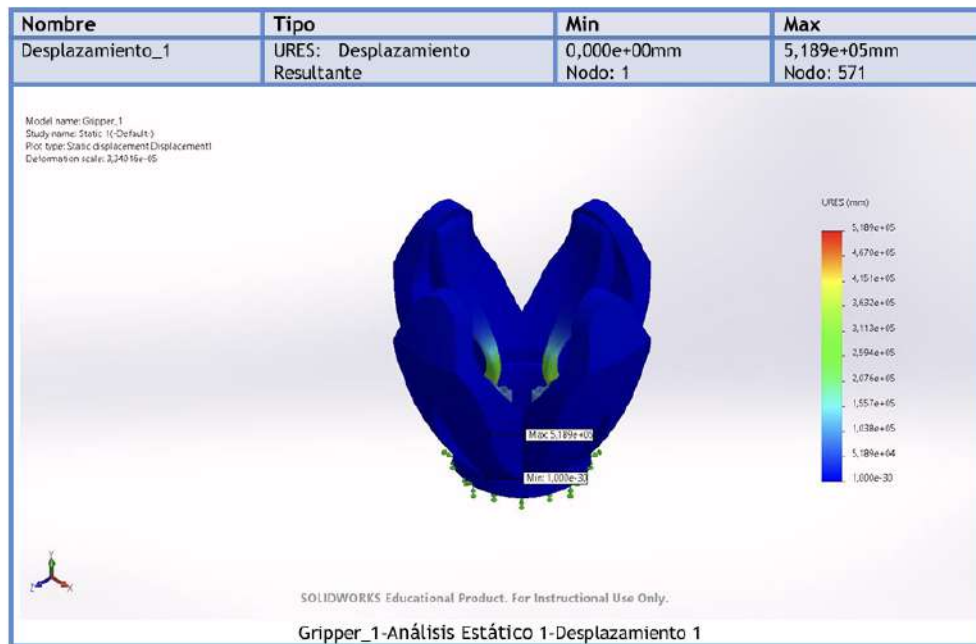 Nombre Tipo Min Max
Desplazamiento_1 URES: Desplazamiento 0,000e+00mm 5,189e+05mm
Resultante Nodo: 1 Nodo: 571
Model name: Gripper_1
Study name: Static 1(-Default-)
Plot type: Static displacement Displacement1
Deformation scale:
URES (mm)
5,189e+05
4,670e+05
4,151e+05
3,632e+05
3,113e+05
2,594e+05
2,076e+05
1,557e+05
1,038e+05
5,189e+04
1,000e-30
Max: 5,189e+05
Min: 1,000e-30
Y
Z
X
SOLIDWORKS Educational Product. For Instructional Use Only.
Gripper_1-Análisis Estático 1-Desplazamiento 1